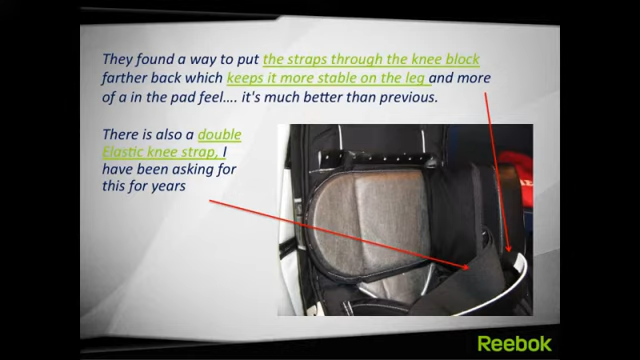 They found a way to put the straps through the knee block
farther back which keeps it more stable on the leg and more
of a in the pad feel.... it's much better than previous.
There is also a double
Elastic knee strap, I
have been asking for
this for years
Reebok